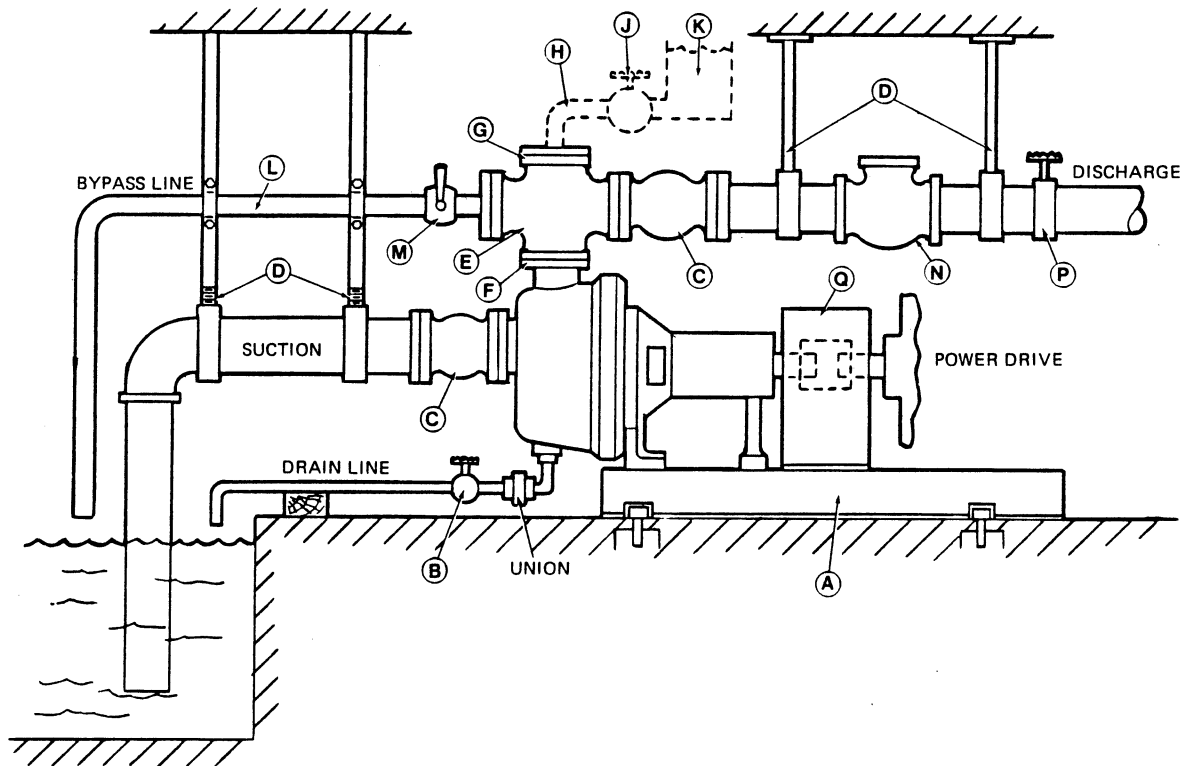 J
K
H
D
G
BYPASS LINE
L
DISCHARGE
M
E
C
N
P
F
D
Q
SUCTION
POWER DRIVE
C
DRAIN LINE
B
UNION
A